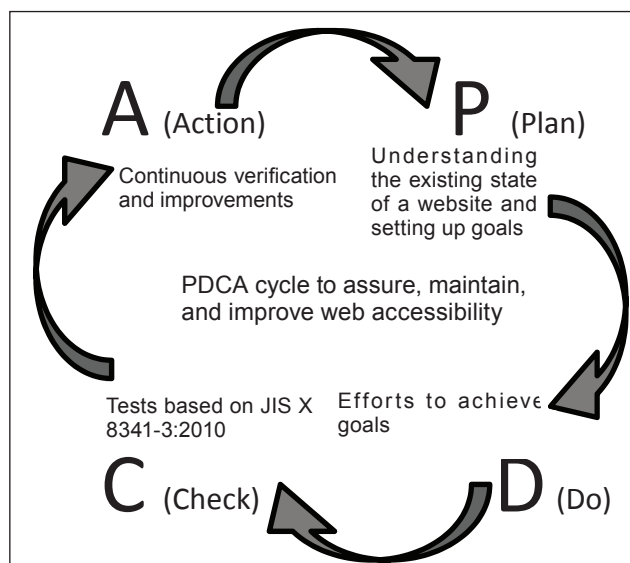 A (Action)
Continuous verification
and improvements
P (Plan)
Understanding
the existing state
of a website and
setting up goals
PDCA cycle to assure, maintain,
and improve web accessibility
Tests based on JIS X
8341-3:2010
C (Check)
Efforts to achieve
goals
D (Do)